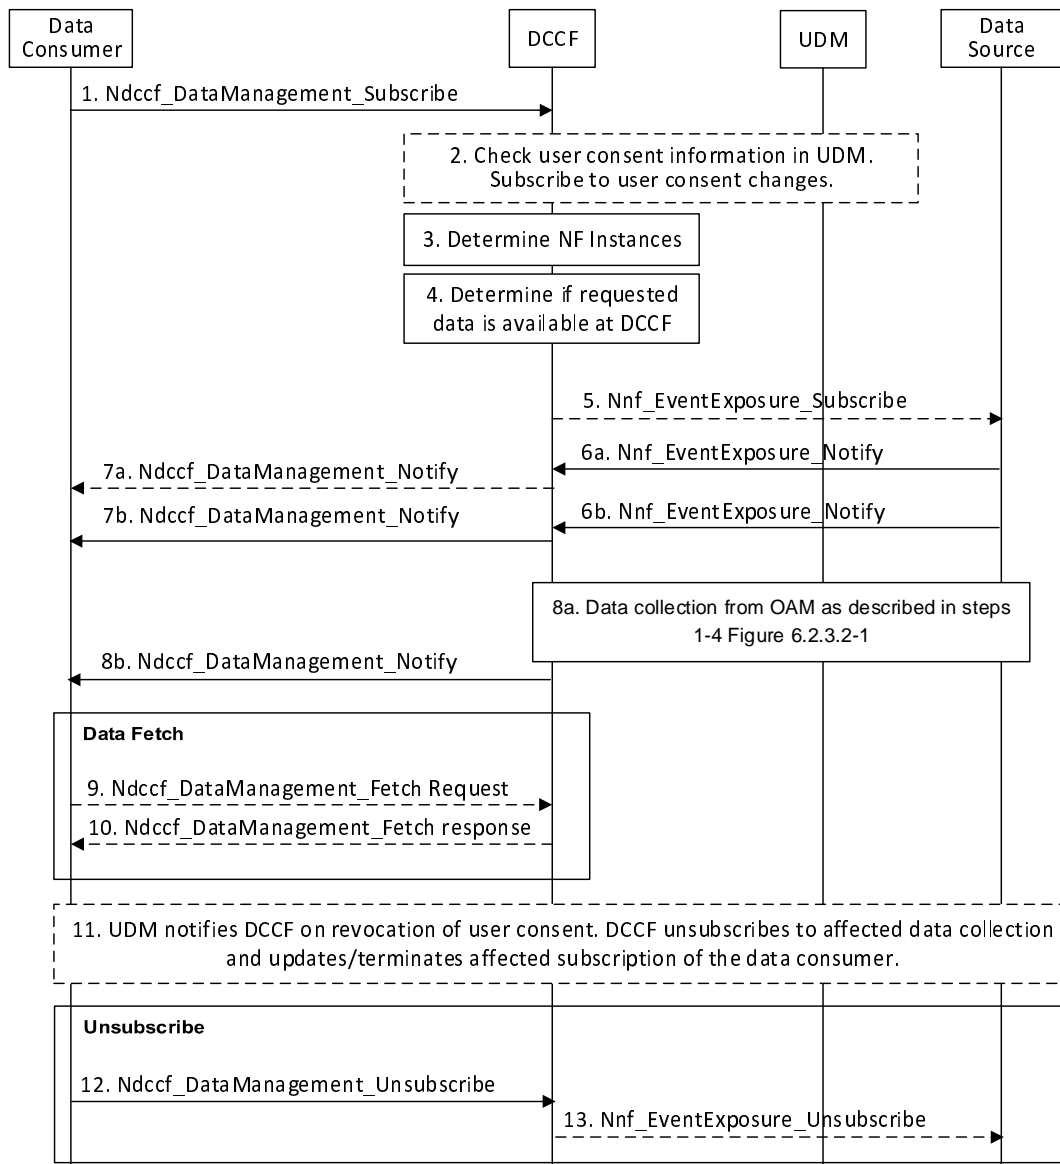 Data
Consumer
DCCF
UDM
Data
Source
1. Ndccf_DataManagement_Subscribe
2. Check user consent information in UDM.
Subscribe to user consent changes.
3. Determine NF Instances
4. Determine if requested
data is available at DCCF
5. Nnf_EventExposure_Subscribe
6a. Nnf_EventExposure_Notify
7a. Ndccf_DataManagement_Notify
7b. Ndccf_DataManagement_Notify
6b. Nnf_EventExposure_Notify
8a. Data collection from OAM as described in steps
1-4 Figure 6.2.3.2-1
8b. Ndccf_DataManagement_Notify
Data Fetch
9. Ndccf_DataManagement_Fetch Request
10. Ndccf_DataManagement_Fetch response
11. UDM notifies DCCF on revocation of user consent. DCCF unsubscribes to affected data collection
and updates/terminates affected subscription of the data consumer.
Unsubscribe
12. Ndccf_DataManagement_Unsubscribe
13. Nnf_EventExposure_Unsubscribe